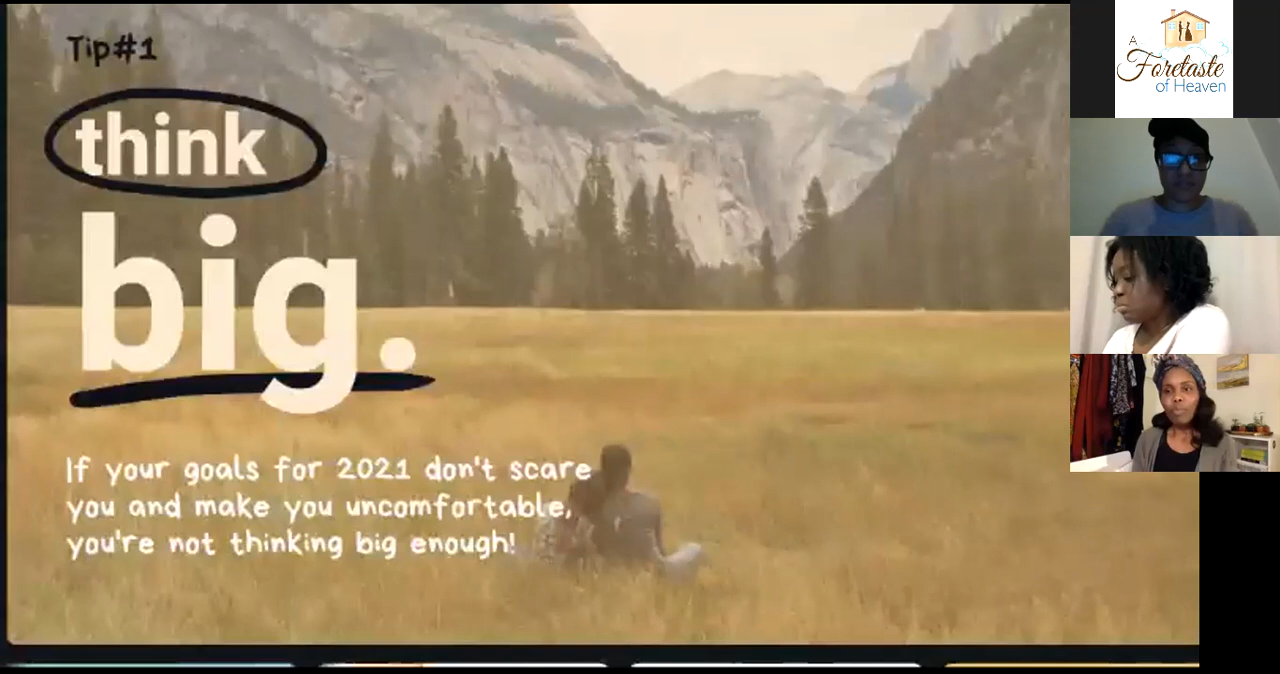 Tip#1
think
big.
If your goals for 2021 don't scare
you and make you uncomfortable,
you're not thinking big enough!
A
Foretaste
of Heaven